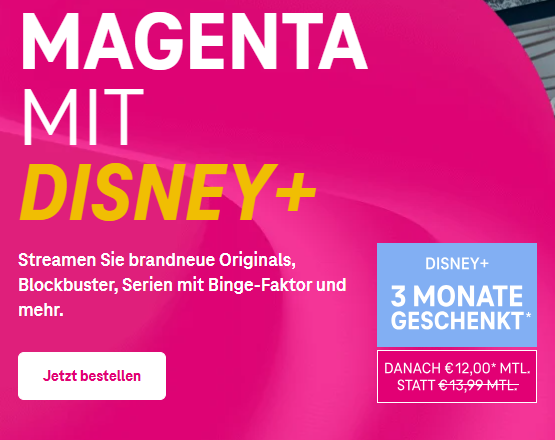 MAGENTA
MIT
DISNEY+
Streamen Sie brandneue Originals,
Blockbuster, Serien mit Binge-Faktor und
mehr.
Jetzt bestellen
DISNEY+
3 MONATE
GESCHENKT*
DANACH €12,00* MTL.
STATT €13,99 MTL.